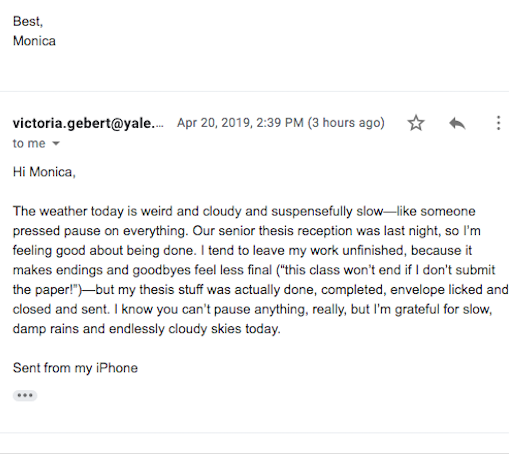 Best,
Monica
victoria.gebert@yale.... Apr 20, 2019, 2:39 PM (3 hours ago)
to me
Hi Monica,
The weather today is weird and cloudy and suspensefully slow—like someone
pressed pause on everything. Our senior thesis reception was last night, so I'm
feeling good about being done. I tend to leave my work unfinished, because it
makes endings and goodbyes feel less final (“this class won't end if I don't submit
the paper!”)—but my thesis stuff was actually done, completed, envelope licked and
closed and sent. I know you can't pause anything, really, but I'm grateful for slow,
damp rains and endlessly cloudy skies today.
Sent from my iPhone